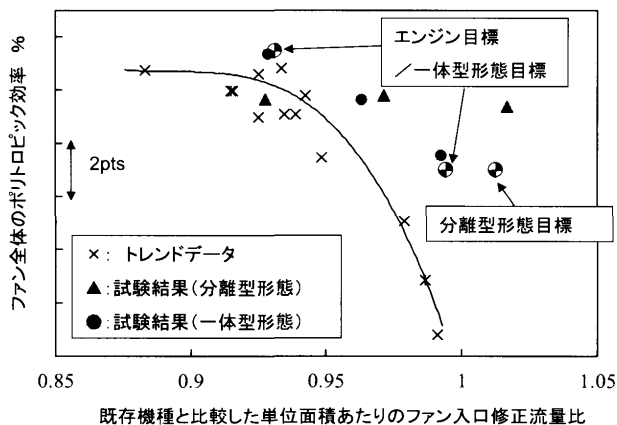 ファン全体のポリトロピック効率 %
エンジン目標
/一体型形態目標
2pts
分離型形態目標
×: トレンドデータ
▲:試験結果(分離型形態)
●:試験結果(一体型形態)
0.85 0.9 0.95 1 1.05
既存機種と比較した単位面積あたりのファン入口修正流量比